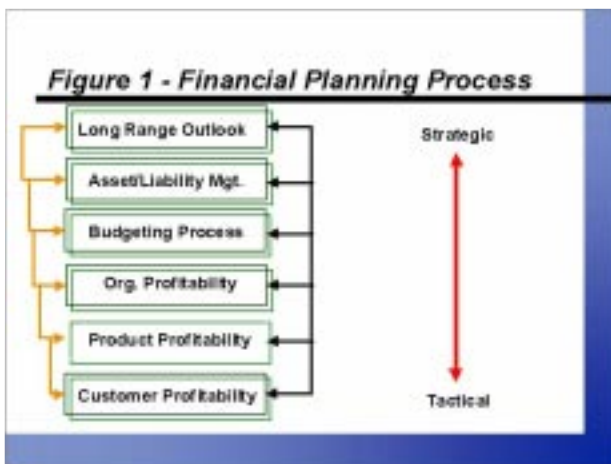 Figure 1 - Financial Planning Process
Long Range Outlook
Strategic
Asset/Liability Mgt.
Budgeting Process
Org. Profitability
Product Profitability
Customer Profitability
Tactical